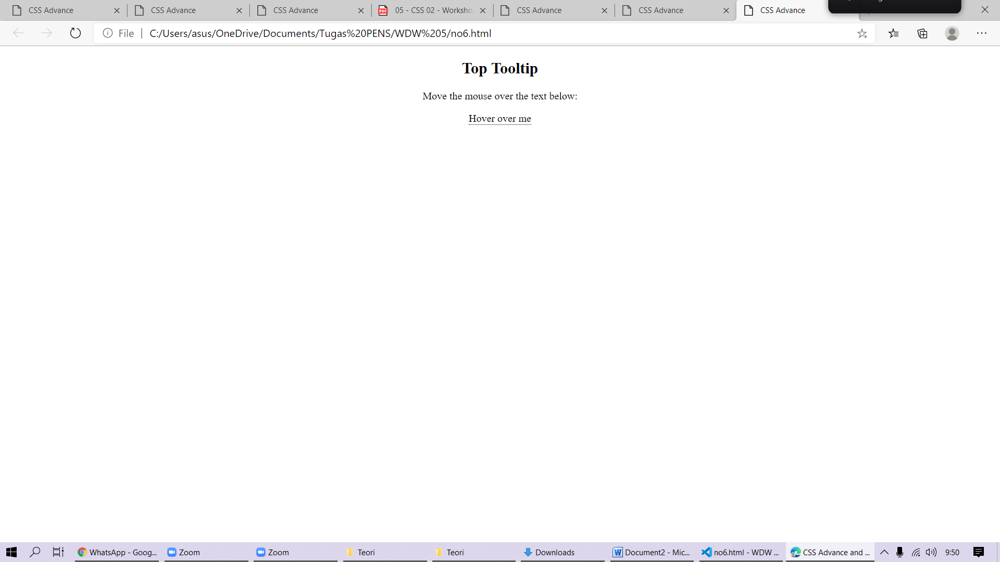 CSS Advance
CSS Advance
CSS Advance
05 - CSS 02 - Worksho
CSS Advance
CSS Advance
CSS Advance
File
C:/Users/asus/OneDrive/Documents/Tugas%20PENS/WDW%205/no6.html
Top Tooltip
Move the mouse over the text below:
Hover over me
WhatsApp - Goog...
Zoom
Zoom
Teori
Teori
Downloads
Document2 - Mic...
no6.html - WDW ...
CSS Advance and ...
9:50